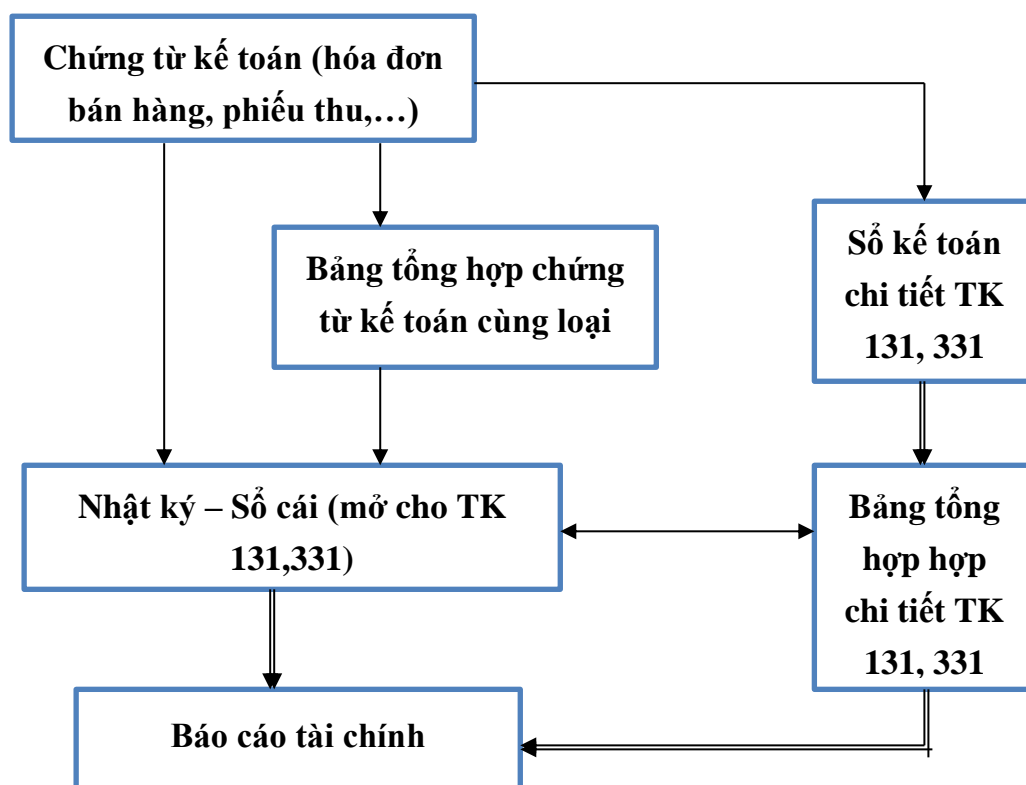 Chứng từ kế toán (hóa đơn
bán hàng, phiếu thu,…)
Bảng tổng hợp chứng
từ kế toán cùng loại
Sổ kế toán
chi tiết TK
131, 331
Nhật ký – Sổ cái (mở cho TK
131,331)
Bảng tổng
hợp hợp
chi tiết TK
131, 331
Báo cáo tài chính